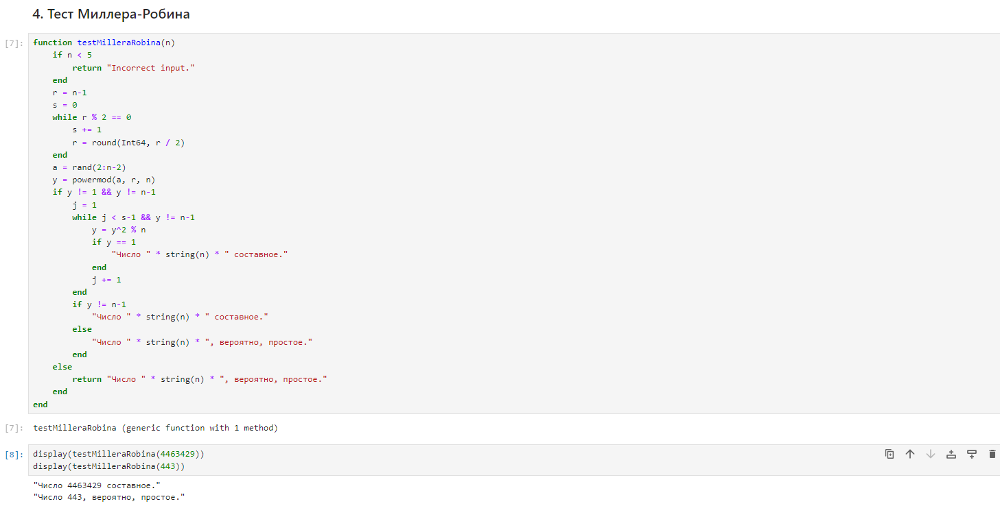 4. Тест Миллера-Робина
[7]: function testMilleraRobina(n)
if n < 5
return "Incorrect input."
end
r = n-1
s = 0
while r % 2 == 0
s += 1
r = round(Int64, r / 2)
end
a = rand(2:n-2)
y = powermod(a, r, n)
if y != 1 && y != n-1
j = 1
while j < s-1 && y != n-1
y = y^2 % n
if y == 1
"Число " * string(n) * " составное."
end
j += 1
end
if y != n-1
"Число " * string(n) * " составное."
else
"Число " * string(n) * ", вероятно, простое."
end
else
return "Число " * string(n) * ", вероятно, простое."
end
end
[7]: testMilleraRobina (generic function with 1 method)
[8]: display(testMilleraRobina(4463429))
display(testMilleraRobina(443))
"Число 4463429 составное."
"Число 443, вероятно, простое."